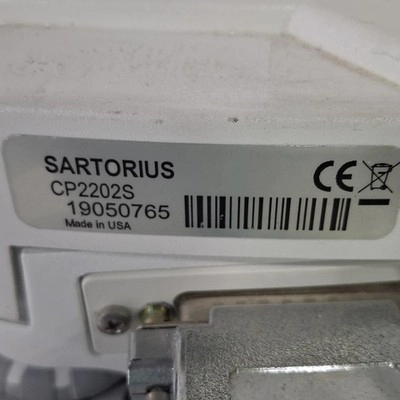 SARTORIUS
CP2202S
19050765
Made in USA
CE